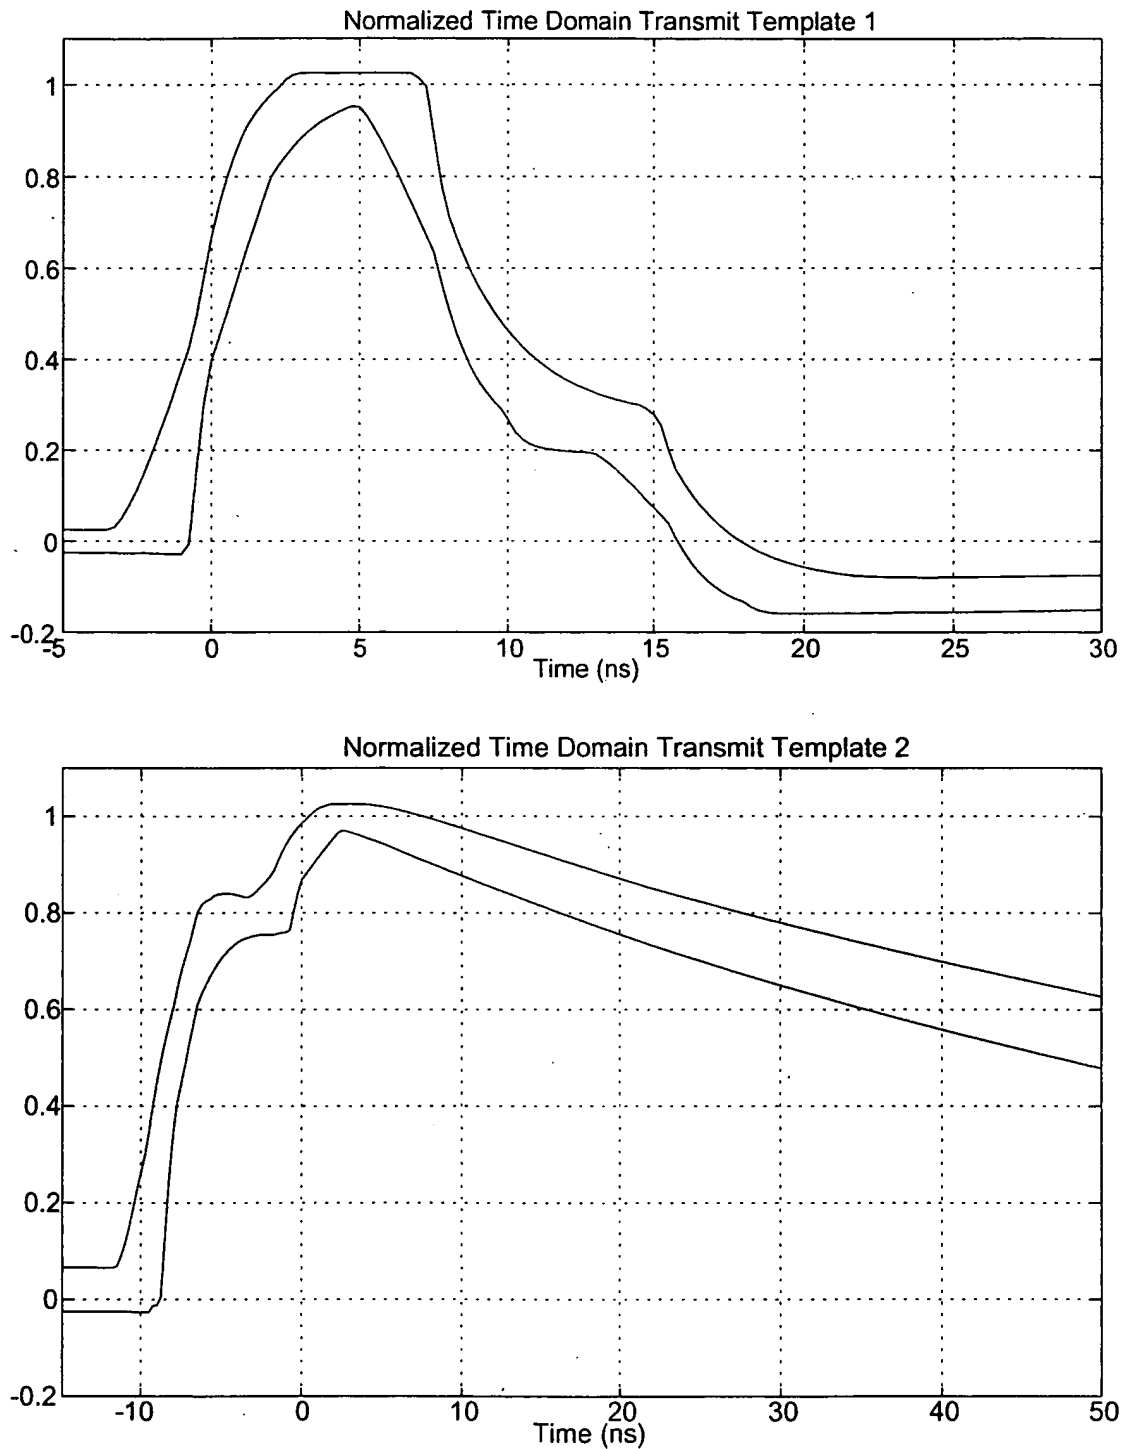 Normalized Time Domain Transmit Template 1
1
0.8
0.6
0.4
0.2
0
-0.2
-5 0 5 10 15 20 25 30
Time (ns)
Normalized Time Domain Transmit Template 2
1
0.8
0.6
0.4
0.2
0
-0.2
-10 0 10 20 30 40 50
Time (ns)